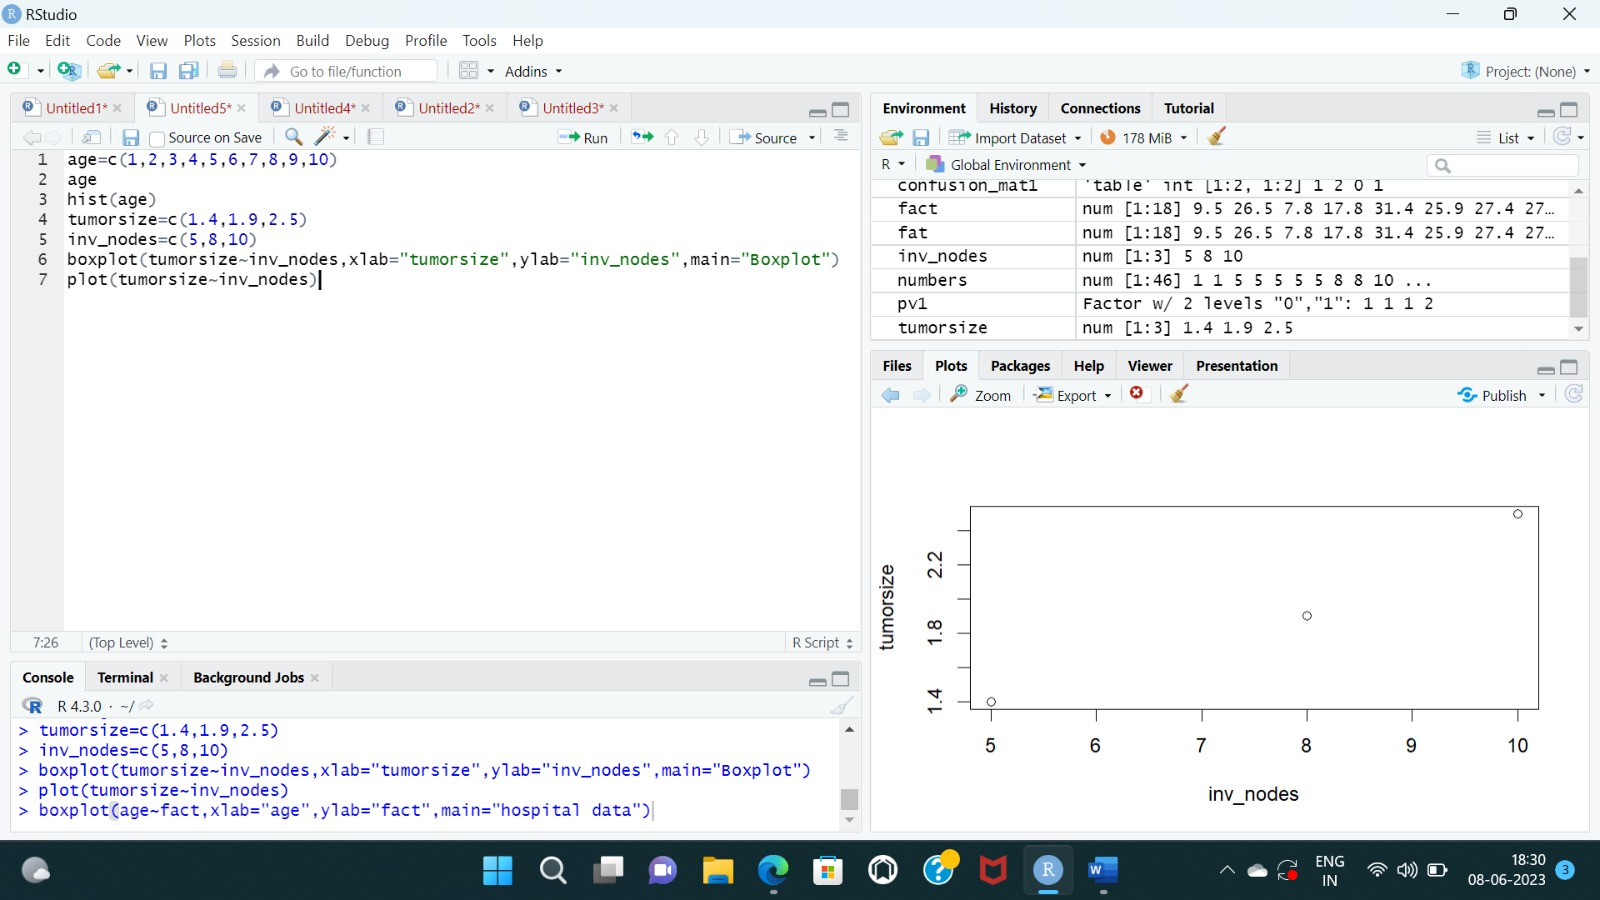 RStudio
File Edit Code View Plots Session Build Debug Profile Tools Help
Go to file/function Addins Project: (None)
Untitled1* Untitled5* Untitled4* Untitled2* Untitled3*
Source on Save Run Source
1 age=c(1,2,3,4,5,6,7,8,9,10)
2 age
3 hist(age)
4 tumorsize=c(1.4,1.9,2.5)
5 inv_nodes=c(5,8,10)
6 boxplot(tumorsize~inv_nodes,xlab="tumorsize",ylab="inv_nodes",main="Boxplot")
7 plot(tumorsize~inv_nodes)
7:26 (Top Level) R Script
Console Terminal Background Jobs
R 4.3.0 · ~/
> tumorsize=c(1.4,1.9,2.5)
> inv_nodes=c(5,8,10)
> boxplot(tumorsize~inv_nodes,xlab="tumorsize",ylab="inv_nodes",main="Boxplot")
> plot(tumorsize~inv_nodes)
> boxplot(age~fact,xlab="age",ylab="fact",main="hospital data")
Environment History Connections Tutorial
Import Dataset 178 MiB List
R Global Environment
confusion_mat1 'table' int [1:2, 1:2] 1 2 0 1
fact num [1:18] 9.5 26.5 7.8 17.8 31.4 25.9 27.4 27…
fat num [1:18] 9.5 26.5 7.8 17.8 31.4 25.9 27.4 27…
inv_nodes num [1:3] 5 8 10
numbers num [1:46] 1 1 5 5 5 5 5 8 8 10 ...
pv1 Factor w/ 2 levels "0","1": 1 1 1 2
tumorsize num [1:3] 1.4 1.9 2.5
Files Plots Packages Help Viewer Presentation
Zoom Export Publish
tumorsize
2.2
1.8
1.4
5 6 7 8 9 10
inv_nodes
ENG
IN
18:30
08-06-2023
3